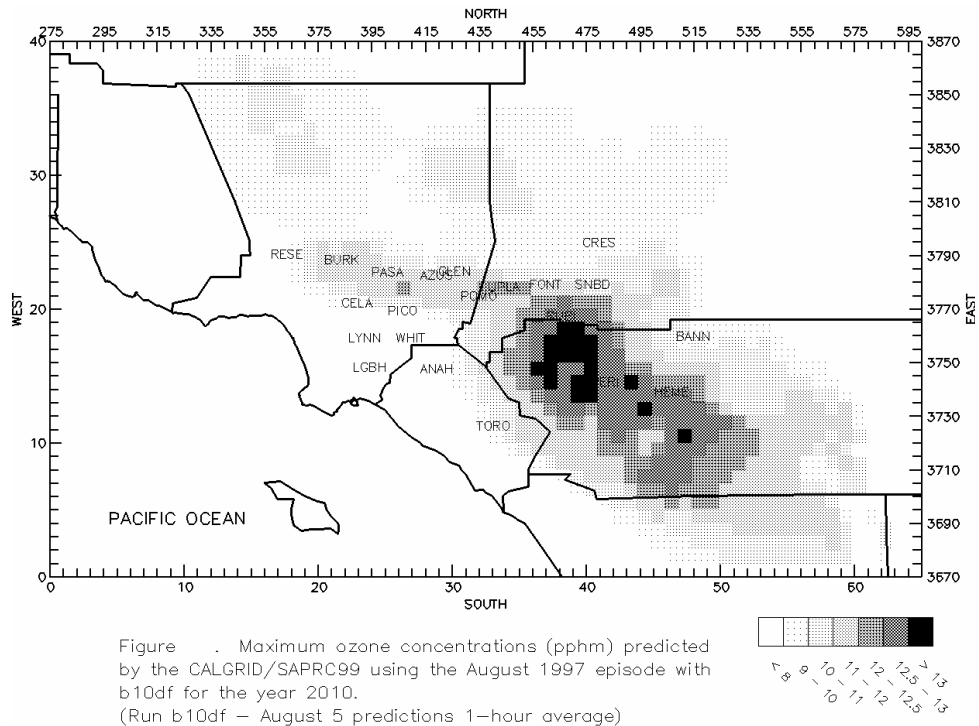 NORTH
275 295 315 335 355 375 395 415 435 455 475 495 515 535 555 575 595
40 3870
3850
3830
30
3810
CRES
RESE BURK 3790
PASA AZUS GLEN
FONT SNBD
CELA PICO POMO 3770
WEST 20 EAST
LYNN WHIT BANN
LGBH ANAH 3750
HEME
TORO 3730
10
3710
PACIFIC OCEAN 3690
0 3670
0 10 20 30 40 50 60
SOUTH
Figure . Maximum ozone concentrations (pphm) predicted
by the CALGRID/SAPRC99 using the August 1997 episode with
b10df for the year 2010.
(Run b10df – August 5 predictions 1–hour average)
< 8
9 – 10
10 – 11
11 – 12
12 – 12.5
12.5 – 13
> 13